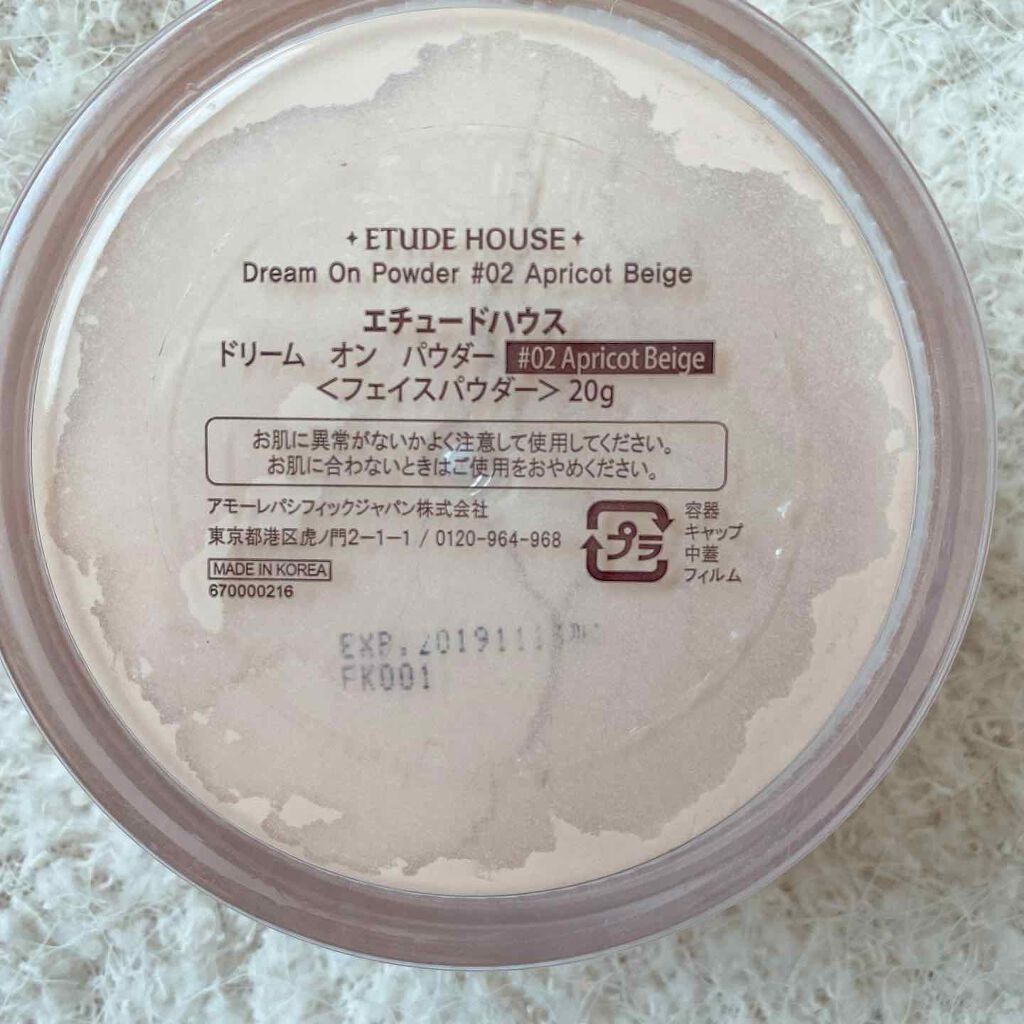 ETUDE HOUSE
Dream On Powder #02 Apricot Beige
エチュードハウス
ドリーム オン パウダー #02 Apricot Beige
<フェイスパウダー> 20g
お肌に異常がないかよく注意して使用してください。
お肌に合わないときはご使用をおやめください。
アモーレパシフィックジャパン株式会社
東京都港区虎ノ門2-1-1 / 0120-964-968
プラ
容器
キャップ
中蓋
フィルム
MADE IN KOREA
670000216
EXP.
FK001